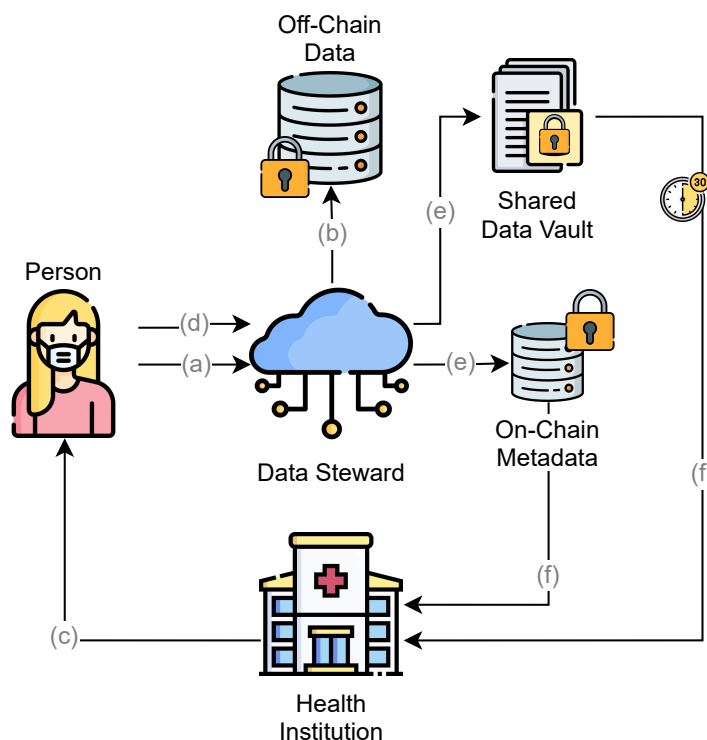 Off-Chain
Data
Shared
Data Vault
30
(e)
(b)
Person
(d)
(a)
(e)
Data Steward
On-Chain
Metadata
(f
(f)
(c)
Health
Institution